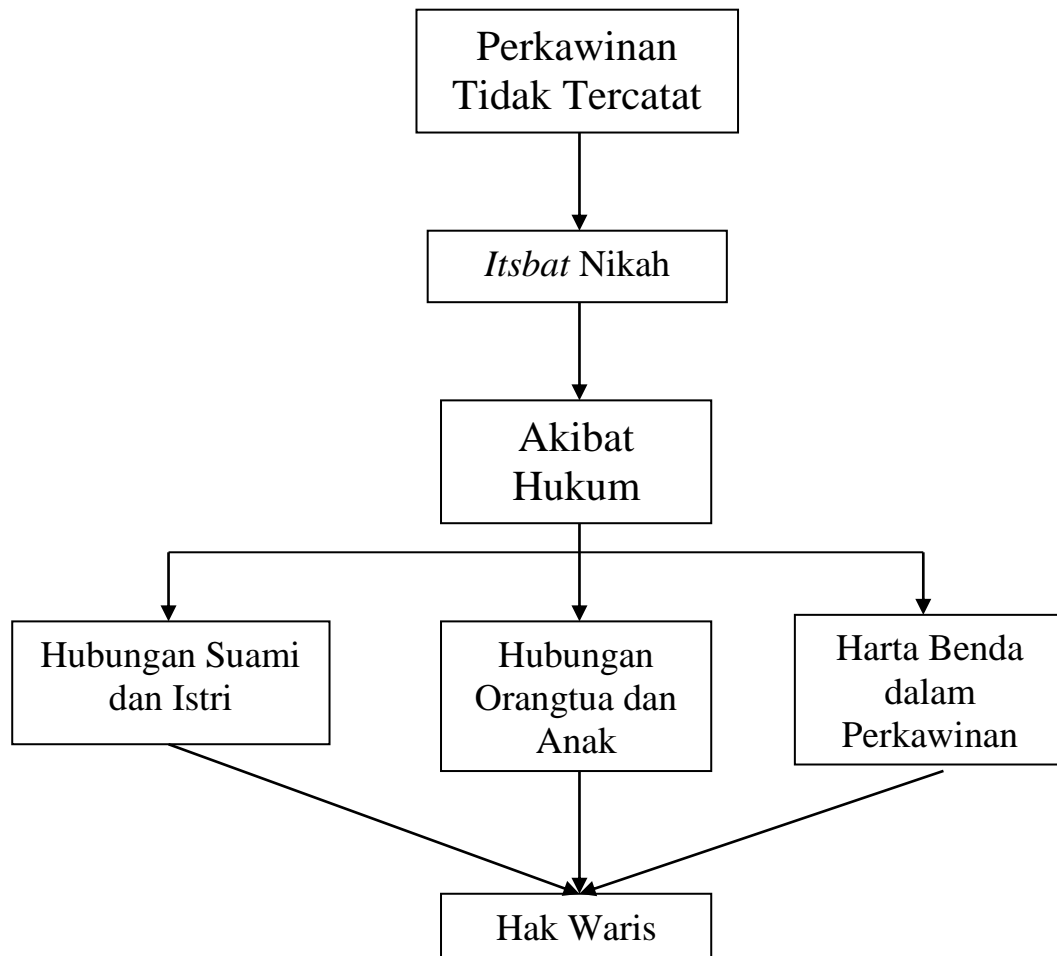 Perkawinan
Tidak Tercatat
Itsbat Nikah
Akibat
Hukum
Hubungan Suami
dan Istri
Hubungan
Orangtua dan
Anak
Harta Benda
dalam
Perkawinan
Hak Waris